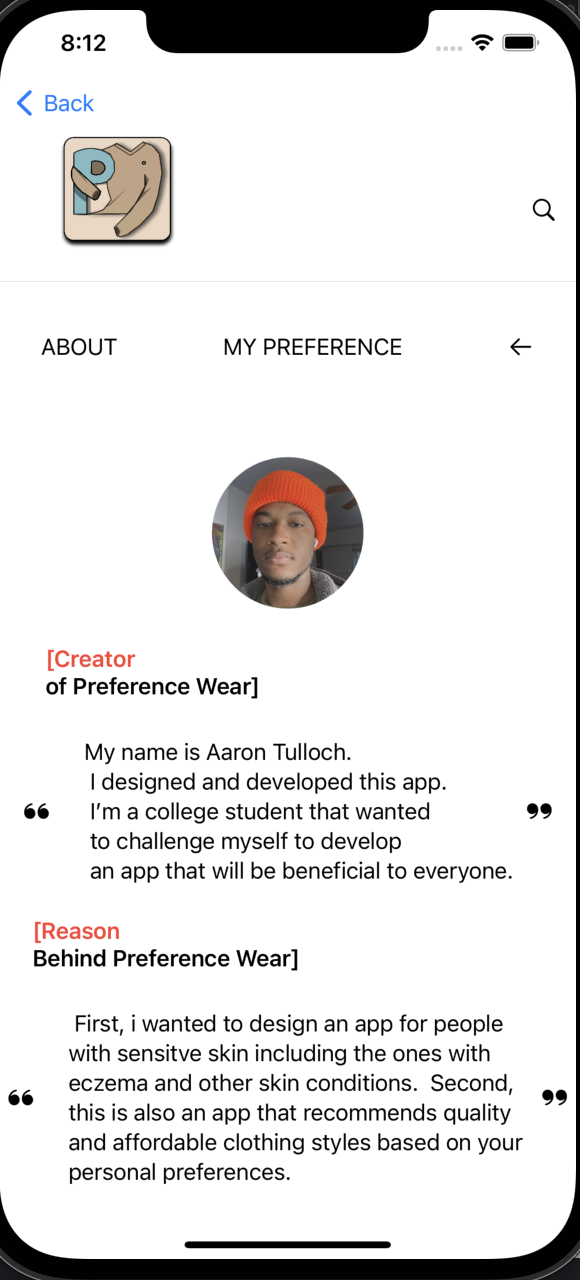 8:12
Back
P
ABOUT MY PREFERENCE
[Creator
of Preference Wear]
My name is Aaron Tulloch.
I designed and developed this app.
“ I’m a college student that wanted ”
to challenge myself to develop
an app that will be beneficial to everyone.
[Reason
Behind Preference Wear]
First, i wanted to design an app for people
with sensitve skin including the ones with
eczema and other skin conditions. Second,
“ this is also an app that recommends quality ”
and affordable clothing styles based on your
personal preferences.